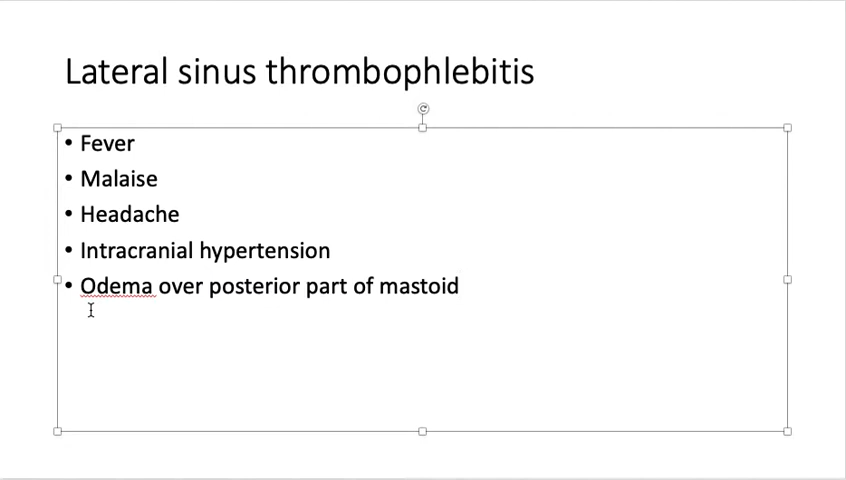 Lateral sinus thrombophlebitis
• Fever
• Malaise
• Headache
• Intracranial hypertension
• Odema over posterior part of mastoid